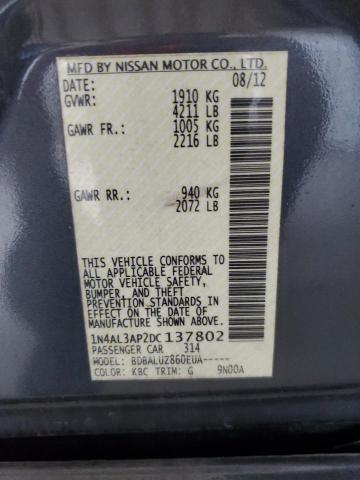 MFD BY NISSAN MOTOR CO., LTD.
DATE: 08/12
GVWR: 1910 KG
4211 LB
GAWR FR: 1005 KG
2216 LB
GAWR RR: 940 KG
2072 LB
THIS VEHICLE CONFORMS TO
ALL APPLICABLE FEDERAL
MOTOR VEHICLE SAFETY,
BUMPER, AND THEFT
PREVENTION STANDARDS IN
EFFECT ON THE DATE OF
MANUFACTURE SHOWN ABOVE.
1N4AL3AP2DC137802
PASSENGER CAR 314
MODEL: BDBALUZ860EUA-----
COLOR: KBC TRIM: G 9N00A